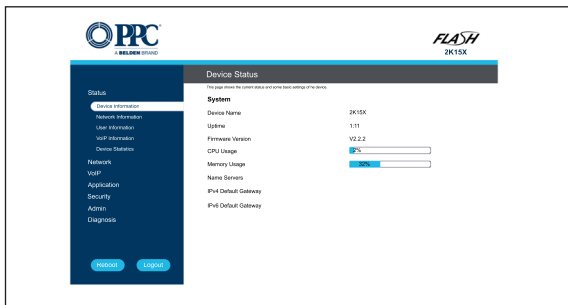 PPC
A BELDEN BRAND
FLASH
2K15X
Device Status
This page shows the current status and some basic settings of he device.
Status
Device Information
Network Information
User Information
VoIP Information
Device Statistics
Network
VoIP
Application
Security
Admin
Diagnosis
Reboot
Logout
System
Device Name 2K15X
Uptime 1:11
Firmware Version V2.2.2
CPU Usage 2%
Memory Usage 32%
Name Servers
IPv4 Default Gateway
IPv6 Default Gateway